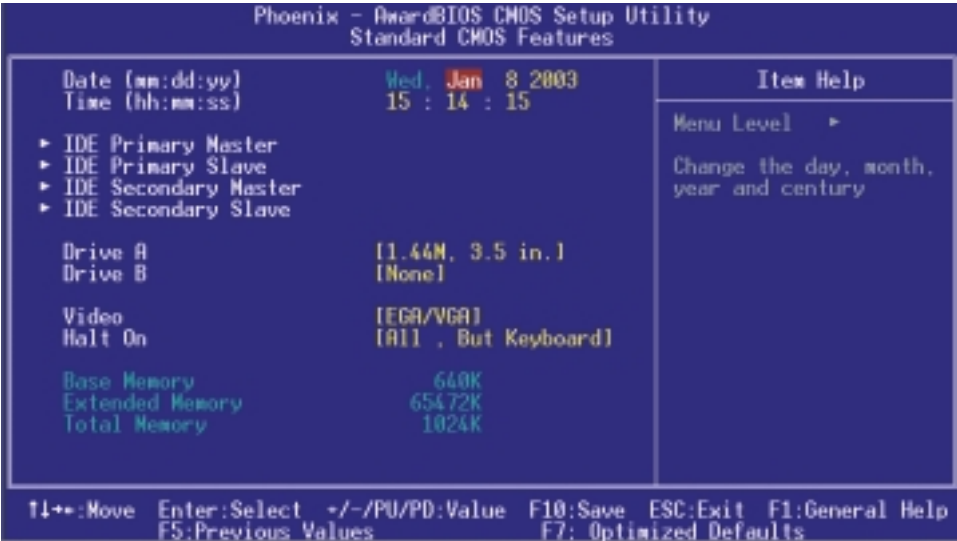 Phoenix - AwardBIOS CMOS Setup Utility
Standard CMOS Features
Date (mm:dd:yy) Wed, Jan 8 2003
Time (hh:mm:ss) 15 : 14 : 15
► IDE Primary Master
► IDE Primary Slave
► IDE Secondary Master
► IDE Secondary Slave
Drive A [1.44M, 3.5 in.]
Drive B [None]
Video [EGA/VGA]
Halt On [All , But Keyboard]
Base Memory 640K
Extended Memory 65472K
Total Memory 1024K
Item Help
Menu Level ►
Change the day, month,
year and century
↑↓→←:Move Enter:Select +/-/PU/PD:Value F10:Save ESC:Exit F1:General Help
F5:Previous Values F7: Optimized Defaults